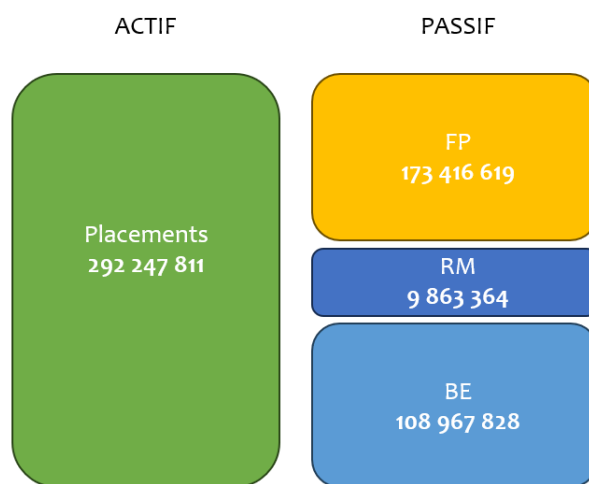 ACTIF
PASSIF
Placements
292 247 811
FP
173 416 619
RM
9 863 364
BE
108 967 828